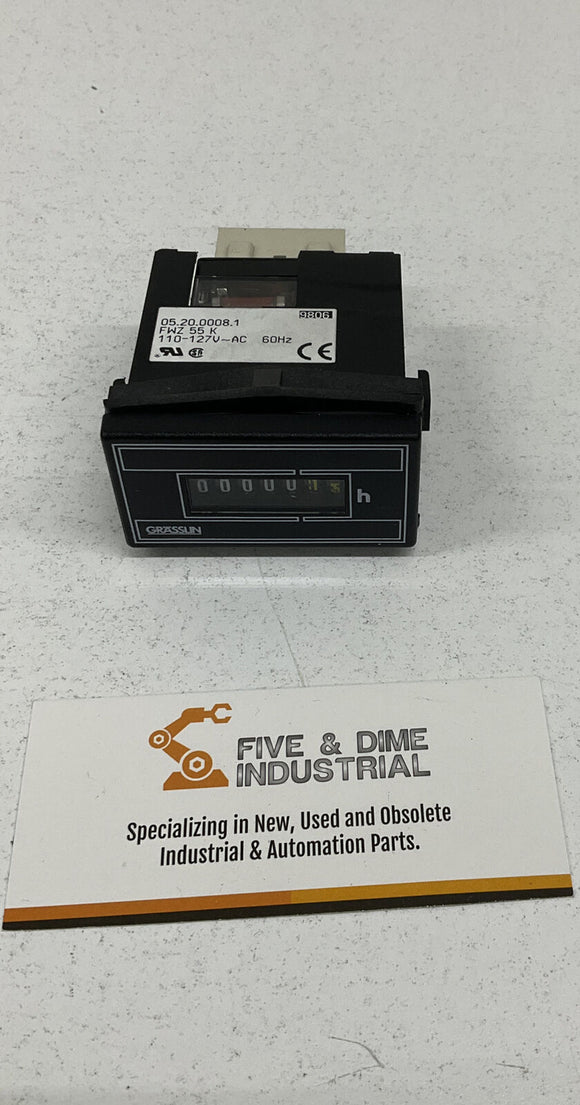 9806
05.20.0008.1
FWZ 55 K
110-127V~AC 60Hz
CE
00000
h
GRÄSSLIN
FIVE & DIME
INDUSTRIAL
Specializing in New, Used and Obsolete
Industrial & Automation Parts.